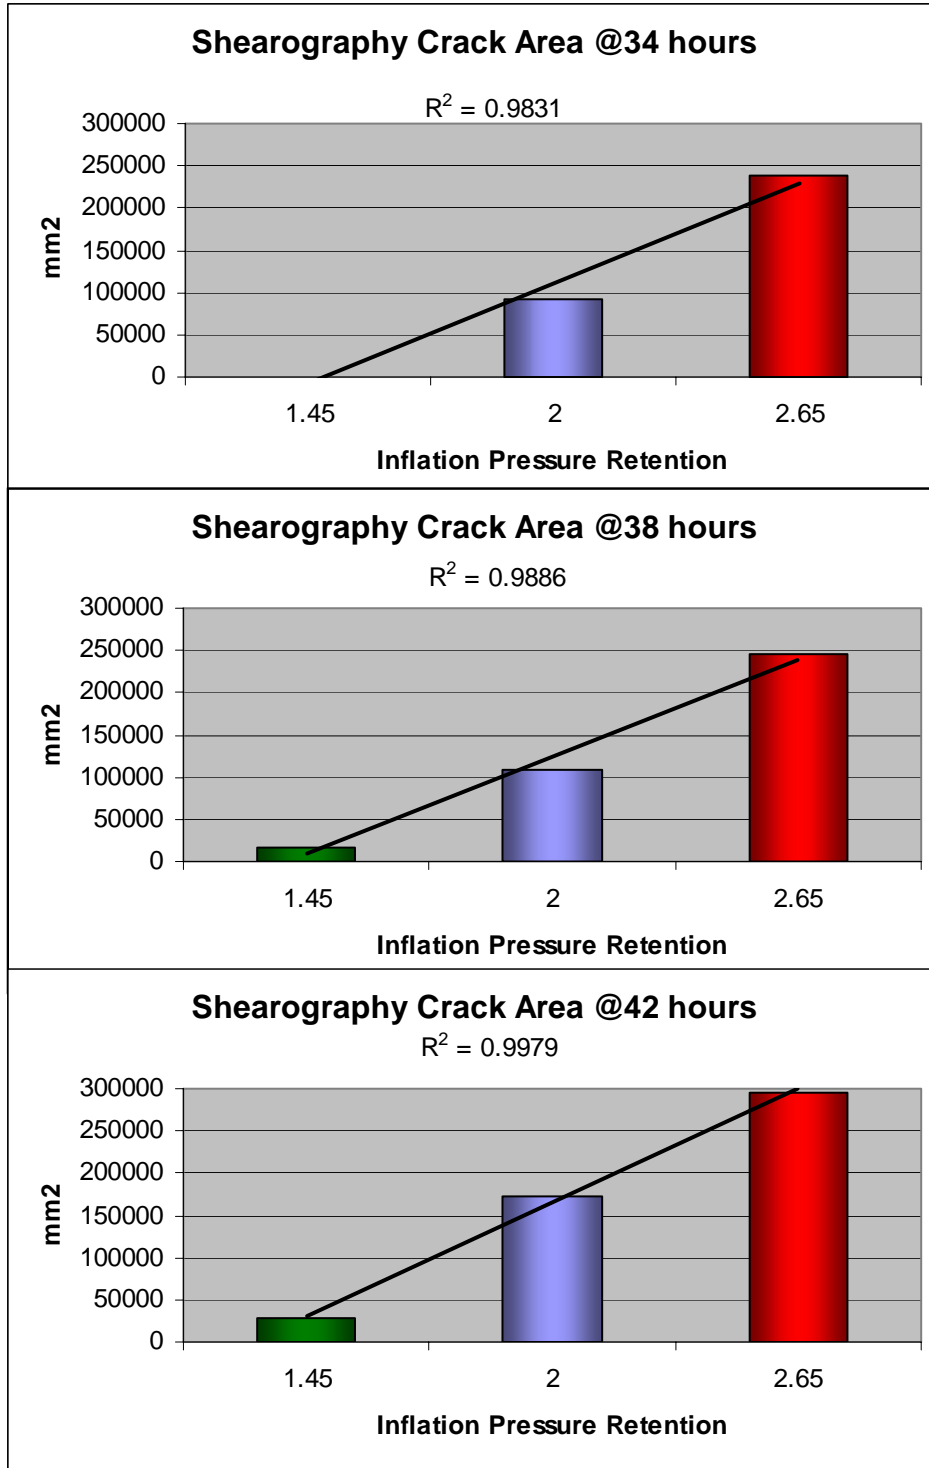 Shearography Crack Area @34 hours
R² = 0.9831
300000
250000
200000
150000
100000
50000
0
mm2
1.45 2 2.65
Inflation Pressure Retention
Shearography Crack Area @38 hours
R² = 0.9886
300000
250000
200000
150000
100000
50000
0
mm2
1.45 2 2.65
Inflation Pressure Retention
Shearography Crack Area @42 hours
R² = 0.9979
300000
250000
200000
150000
100000
50000
0
mm2
1.45 2 2.65
Inflation Pressure Retention